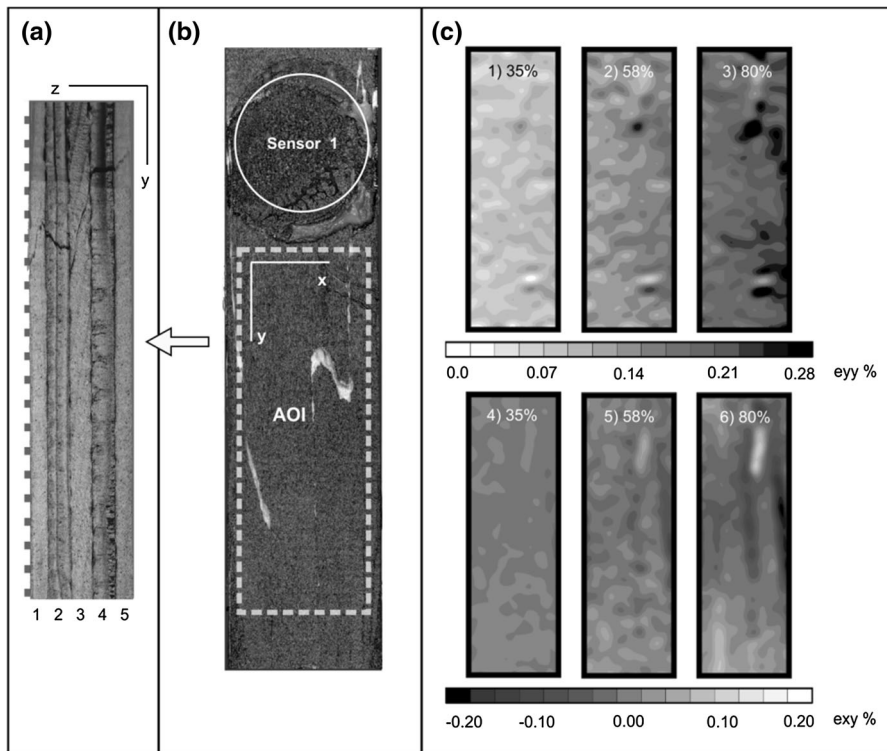 (a)
z
y
1 2 3 4 5
(b)
Sensor 1
x
y
AOI
(c)
1) 35%
2) 58%
3) 80%
0.0 0.07 0.14 0.21 0.28 eyy %
4) 35%
5) 58%
6) 80%
-0.20 -0.10 0.00 0.10 0.20 exy %